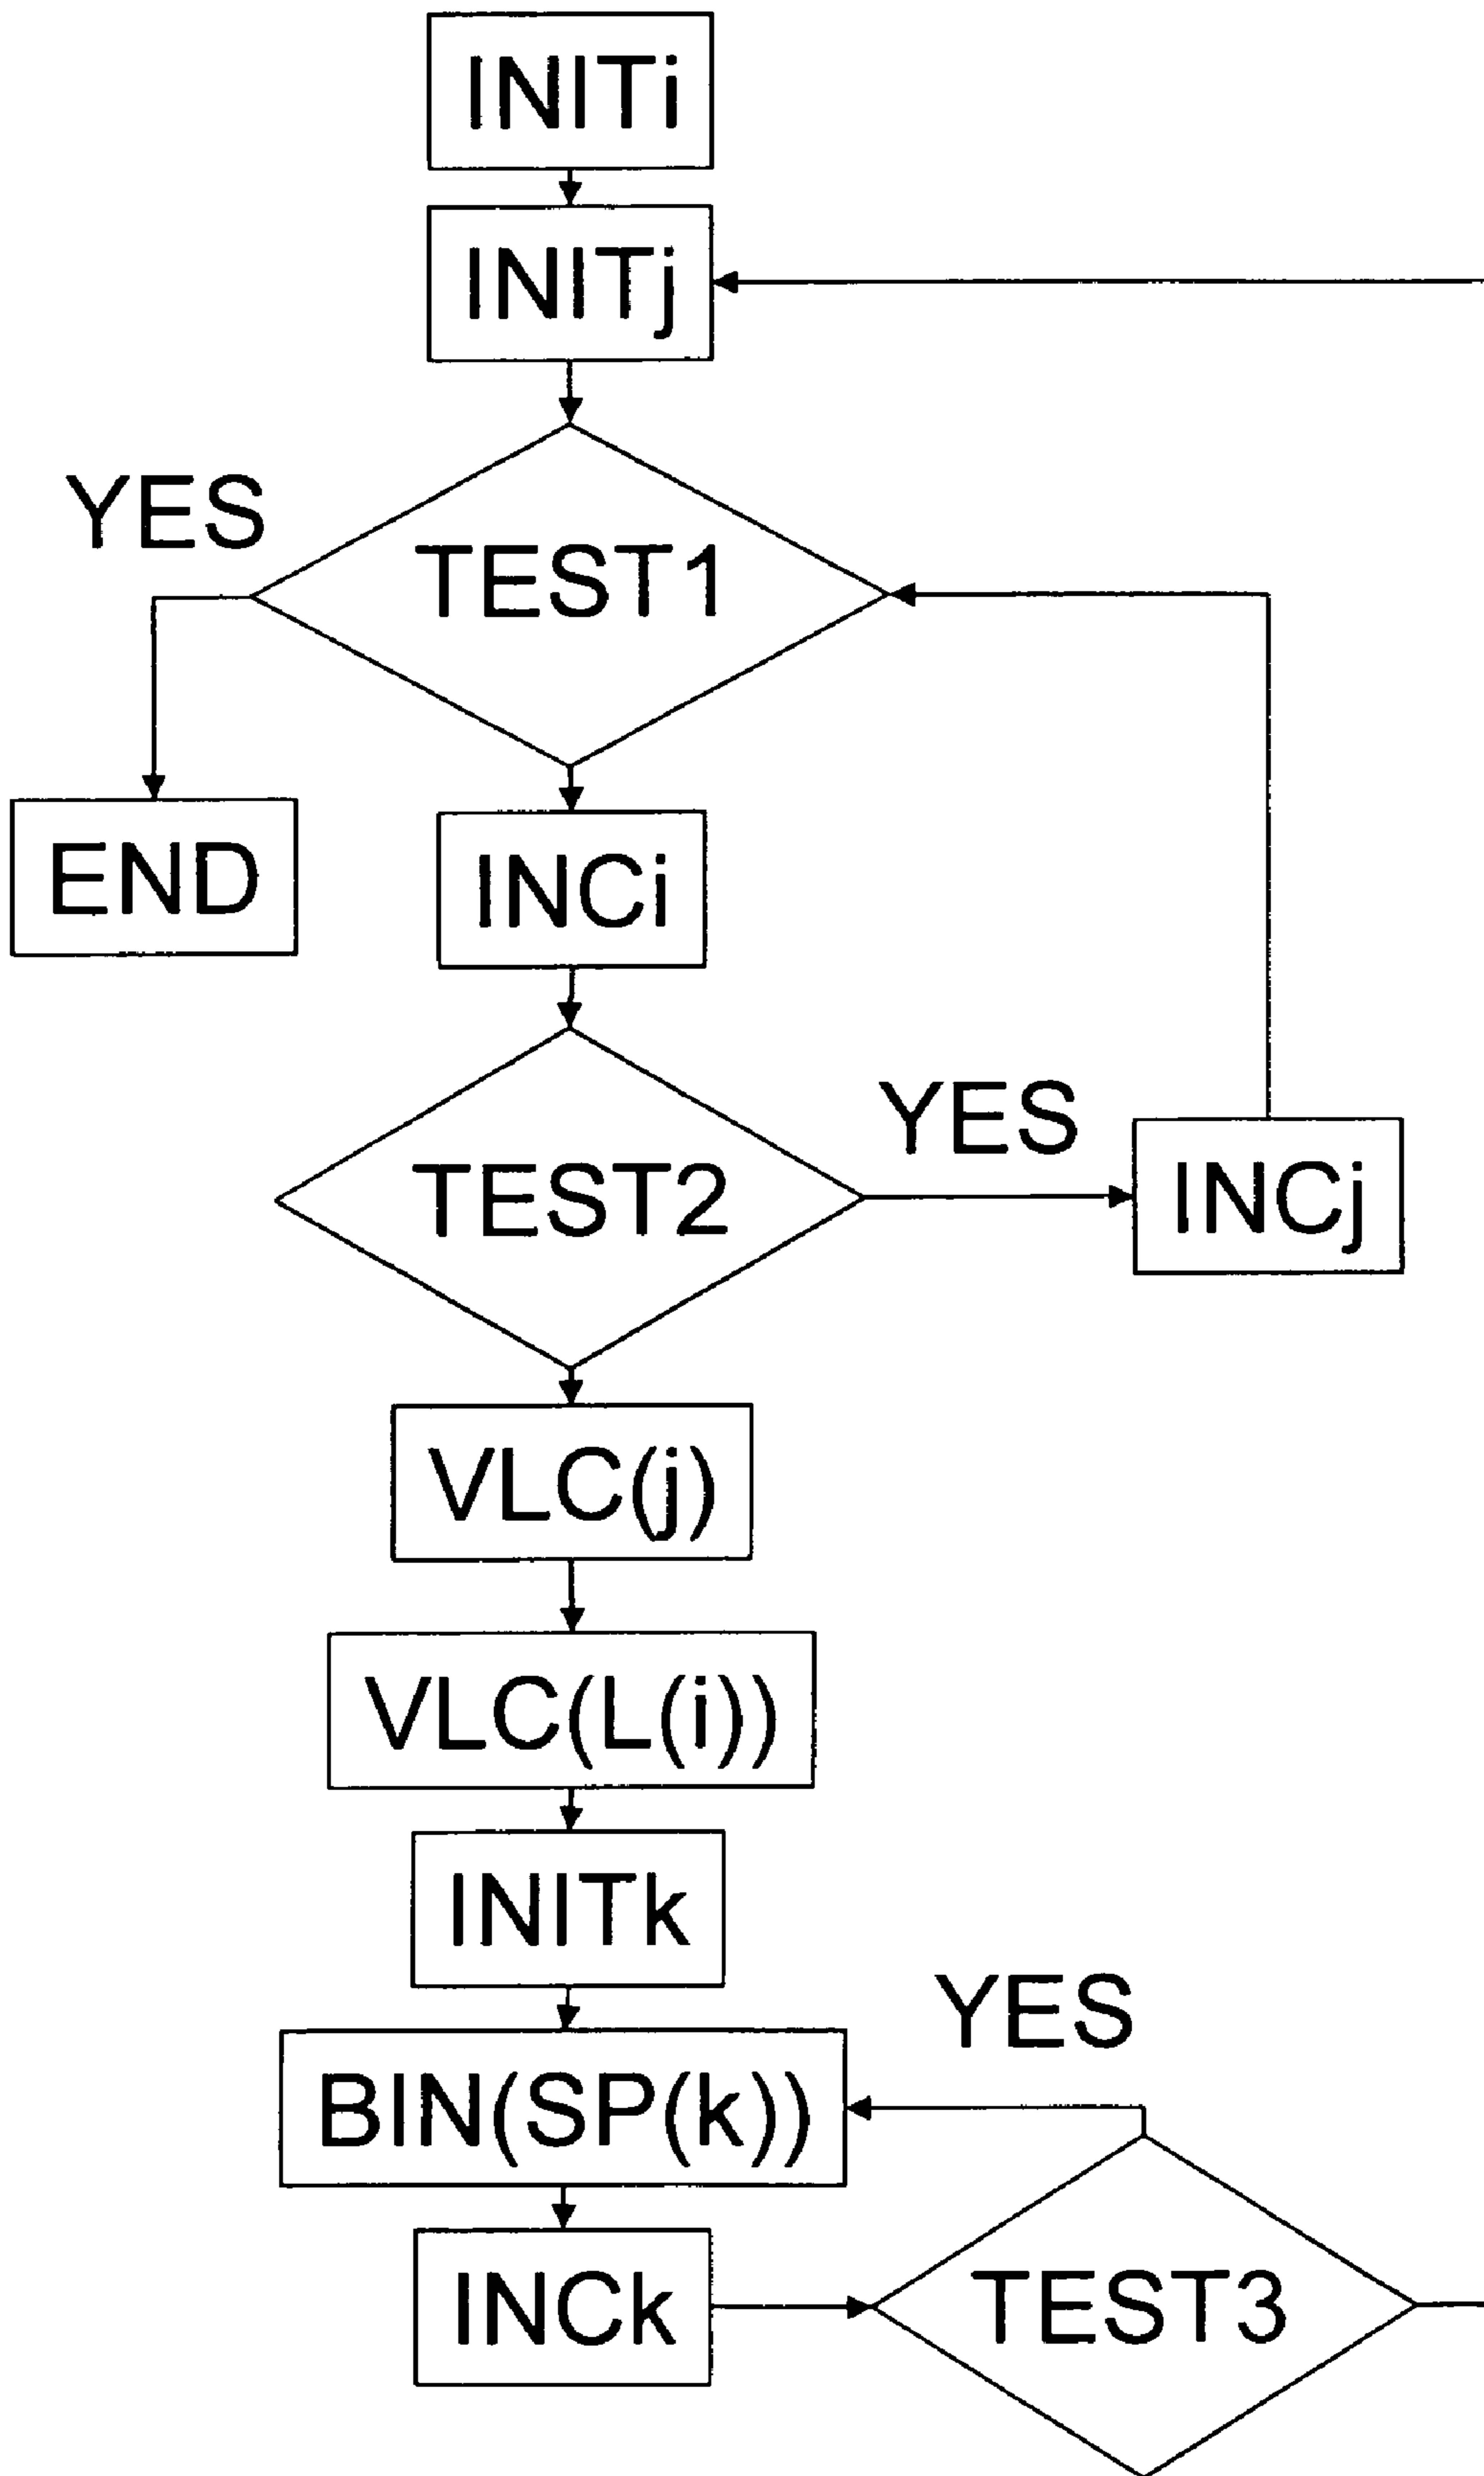 INITi
INITj
YES
TEST1
END
INCi
YES
TEST2
INCj
VLC(j)
VLC(L(i))
INITk
YES
BIN(SP(k))
INCk
TEST3